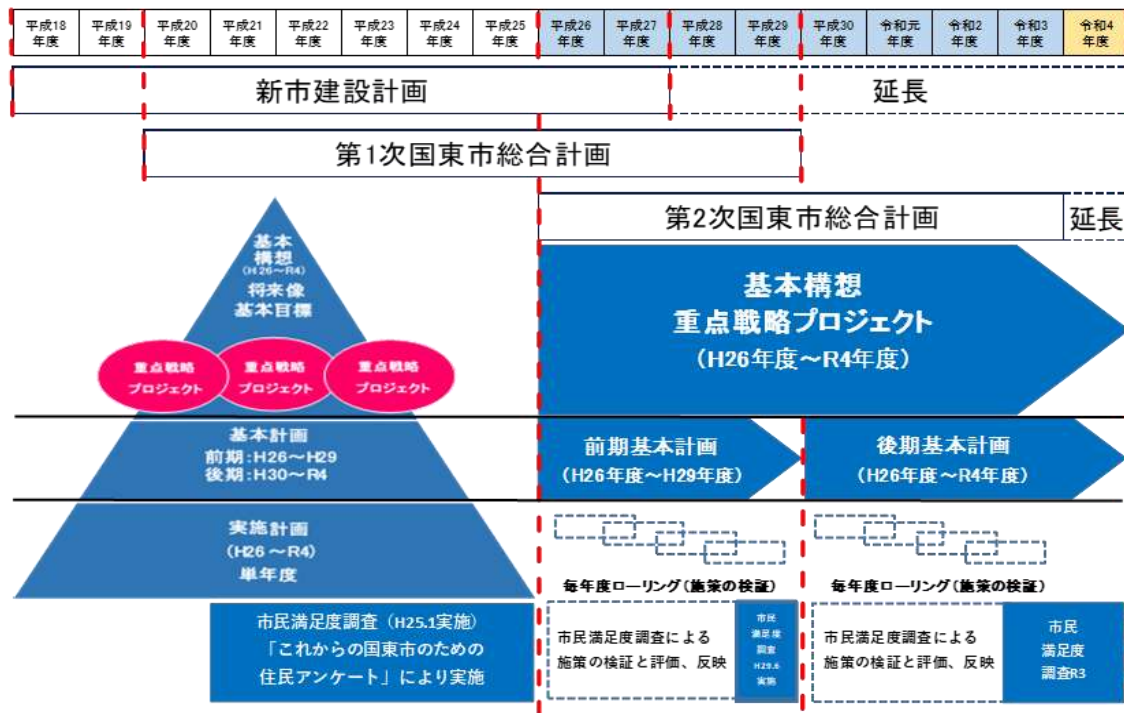 平成18
年度
平成19
年度
平成20
年度
平成21
年度
平成22
年度
平成23
年度
平成24
年度
平成25
年度
平成26
年度
平成27
年度
平成28
年度
平成29
年度
平成30
年度
令和元
年度
令和2
年度
令和3
年度
令和4
年度
新市建設計画
延長
第1次国東市総合計画
第2次国東市総合計画
延長
基本
構想
(H26～R4)
将来像
基本目標
重点戦略
プロジェクト
重点戦略
プロジェクト
重点戦略
プロジェクト
基本構想
重点戦略プロジェクト
(H26年度～R4年度)
基本計画
前期:H26～H29
後期:H30～R4
前期基本計画
(H26年度～H29年度)
後期基本計画
(H26年度～R4年度)
実施計画
(H26～R4)
単年度
毎年度ローリング(施策の検証)
毎年度ローリング(施策の検証)
市民満足度調査（H25.1実施）
「これからの国東市のための
住民アンケート」により実施
市民満足度調査による
施策の検証と評価、反映
市民
満足度
調査
H29.6
実施
市民満足度調査による
施策の検証と評価、反映
市民
満足度
調査R3